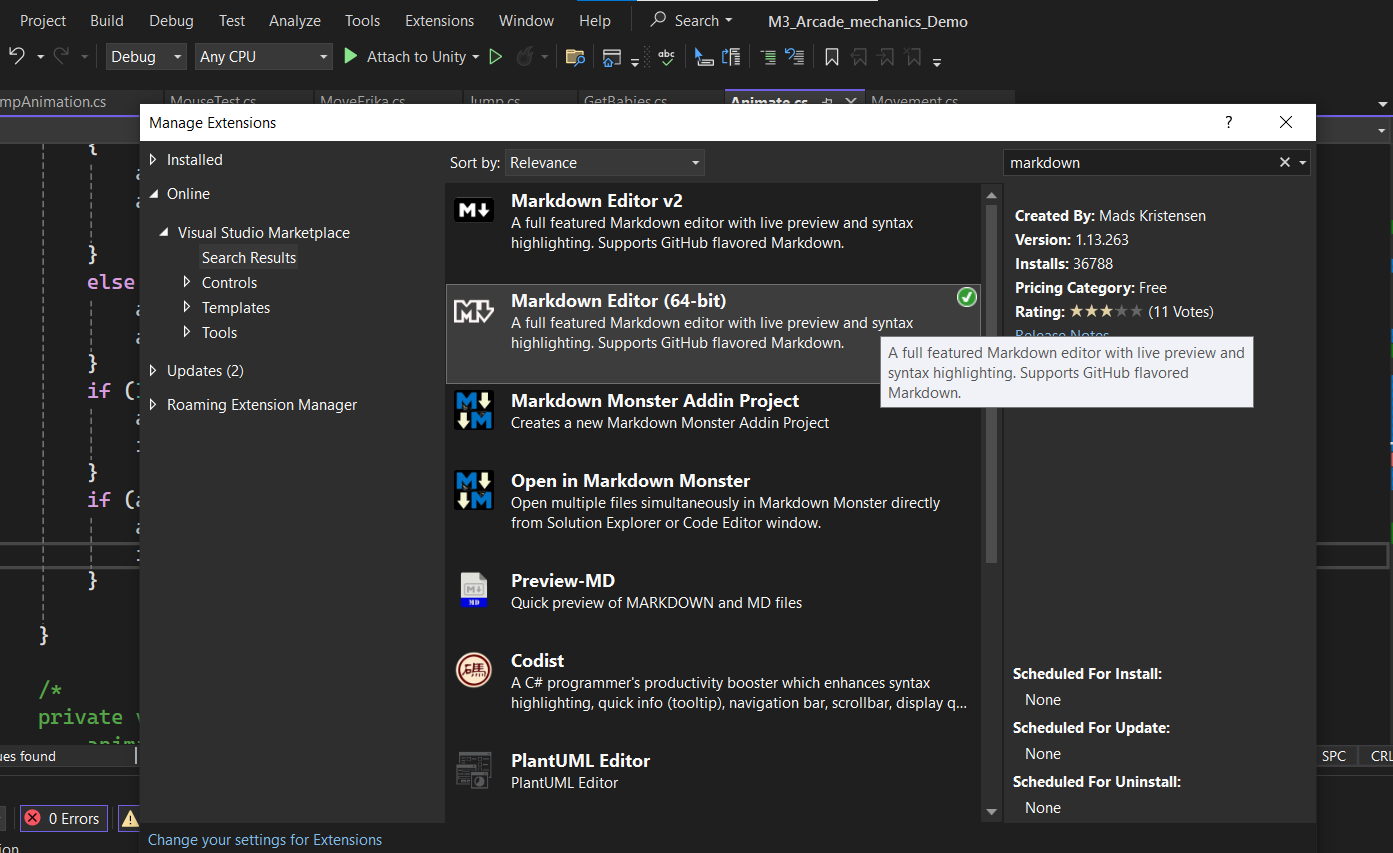 Project Build Debug Test Analyze Tools Extensions Window Help Search M3_Arcade_mechanics_Demo
Debug Any CPU Attach to Unity abc
mpAnimation.cs MouseTest.cs MoveErika.cs Jump.cs GetBabies.cs Animate.cs Movement.cs
Manage Extensions ?
Installed
Online
Visual Studio Marketplace
Search Results
Controls
Templates
Tools
Updates (2)
Roaming Extension Manager
Sort by: Relevance
markdown
M
Markdown Editor v2
A full featured Markdown editor with live preview and syntax
highlighting. Supports GitHub flavored Markdown.
M
Markdown Editor (64-bit)
A full featured Markdown editor with live preview and syntax
highlighting. Supports GitHub flavored Markdown.
M
M
Markdown Monster Addin Project
Creates a new Markdown Monster Addin Project
M
M
Open in Markdown Monster
Open multiple files simultaneously in Markdown Monster directly
from Solution Explorer or Code Editor window.
M
MD
Preview-MD
Quick preview of MARKDOWN and MD files
碼
Codist
A C# programmer's productivity booster which enhances syntax
highlighting, quick info (tooltip), navigation bar, scrollbar, display q...
PlantUML Editor
PlantUML Editor
Created By: Mads Kristensen
Version: 1.13.263
Installs: 36788
Pricing Category: Free
Rating: (11 Votes)
Release Notes
A full featured Markdown editor with live preview and
syntax highlighting. Supports GitHub flavored
Markdown.
Scheduled For Install:
None
Scheduled For Update:
None
Scheduled For Uninstall:
None
Change your settings for Extensions
{
}
else
}
if (
}
if (a
}
}
/*
private
anima
ues found
SPC CRL
0 Errors
ion